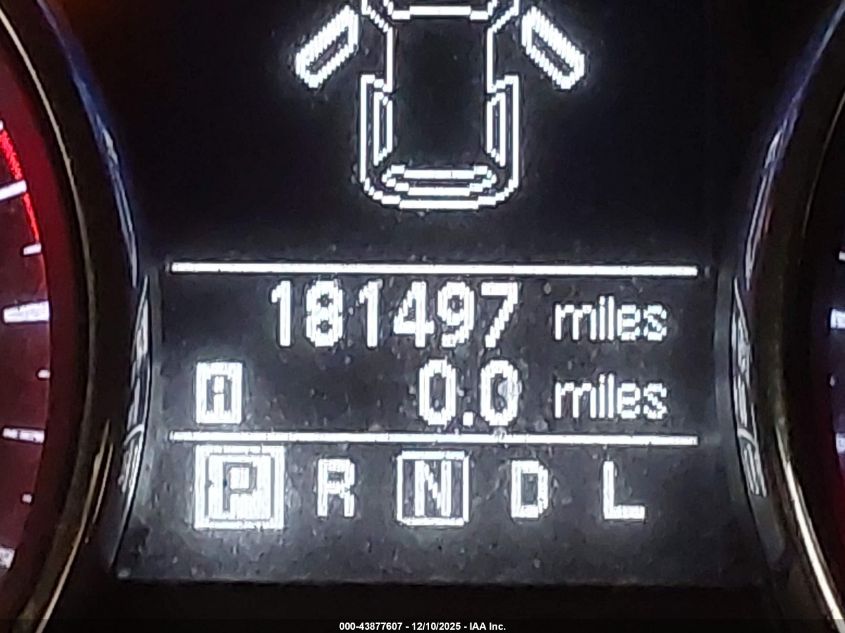 181497 miles
A 0.0 miles
P R N D L
000-43877607 - 12/10/2025 - IAA Inc.